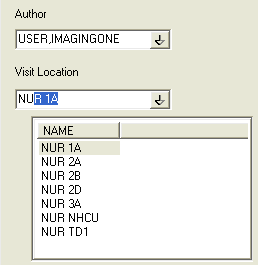 Author
USER,IMAGINGONE
Visit Location
NUR 1A
NAME
NUR 1A
NUR 2A
NUR 2B
NUR 2D
NUR 3A
NUR NHCU
NUR TD1